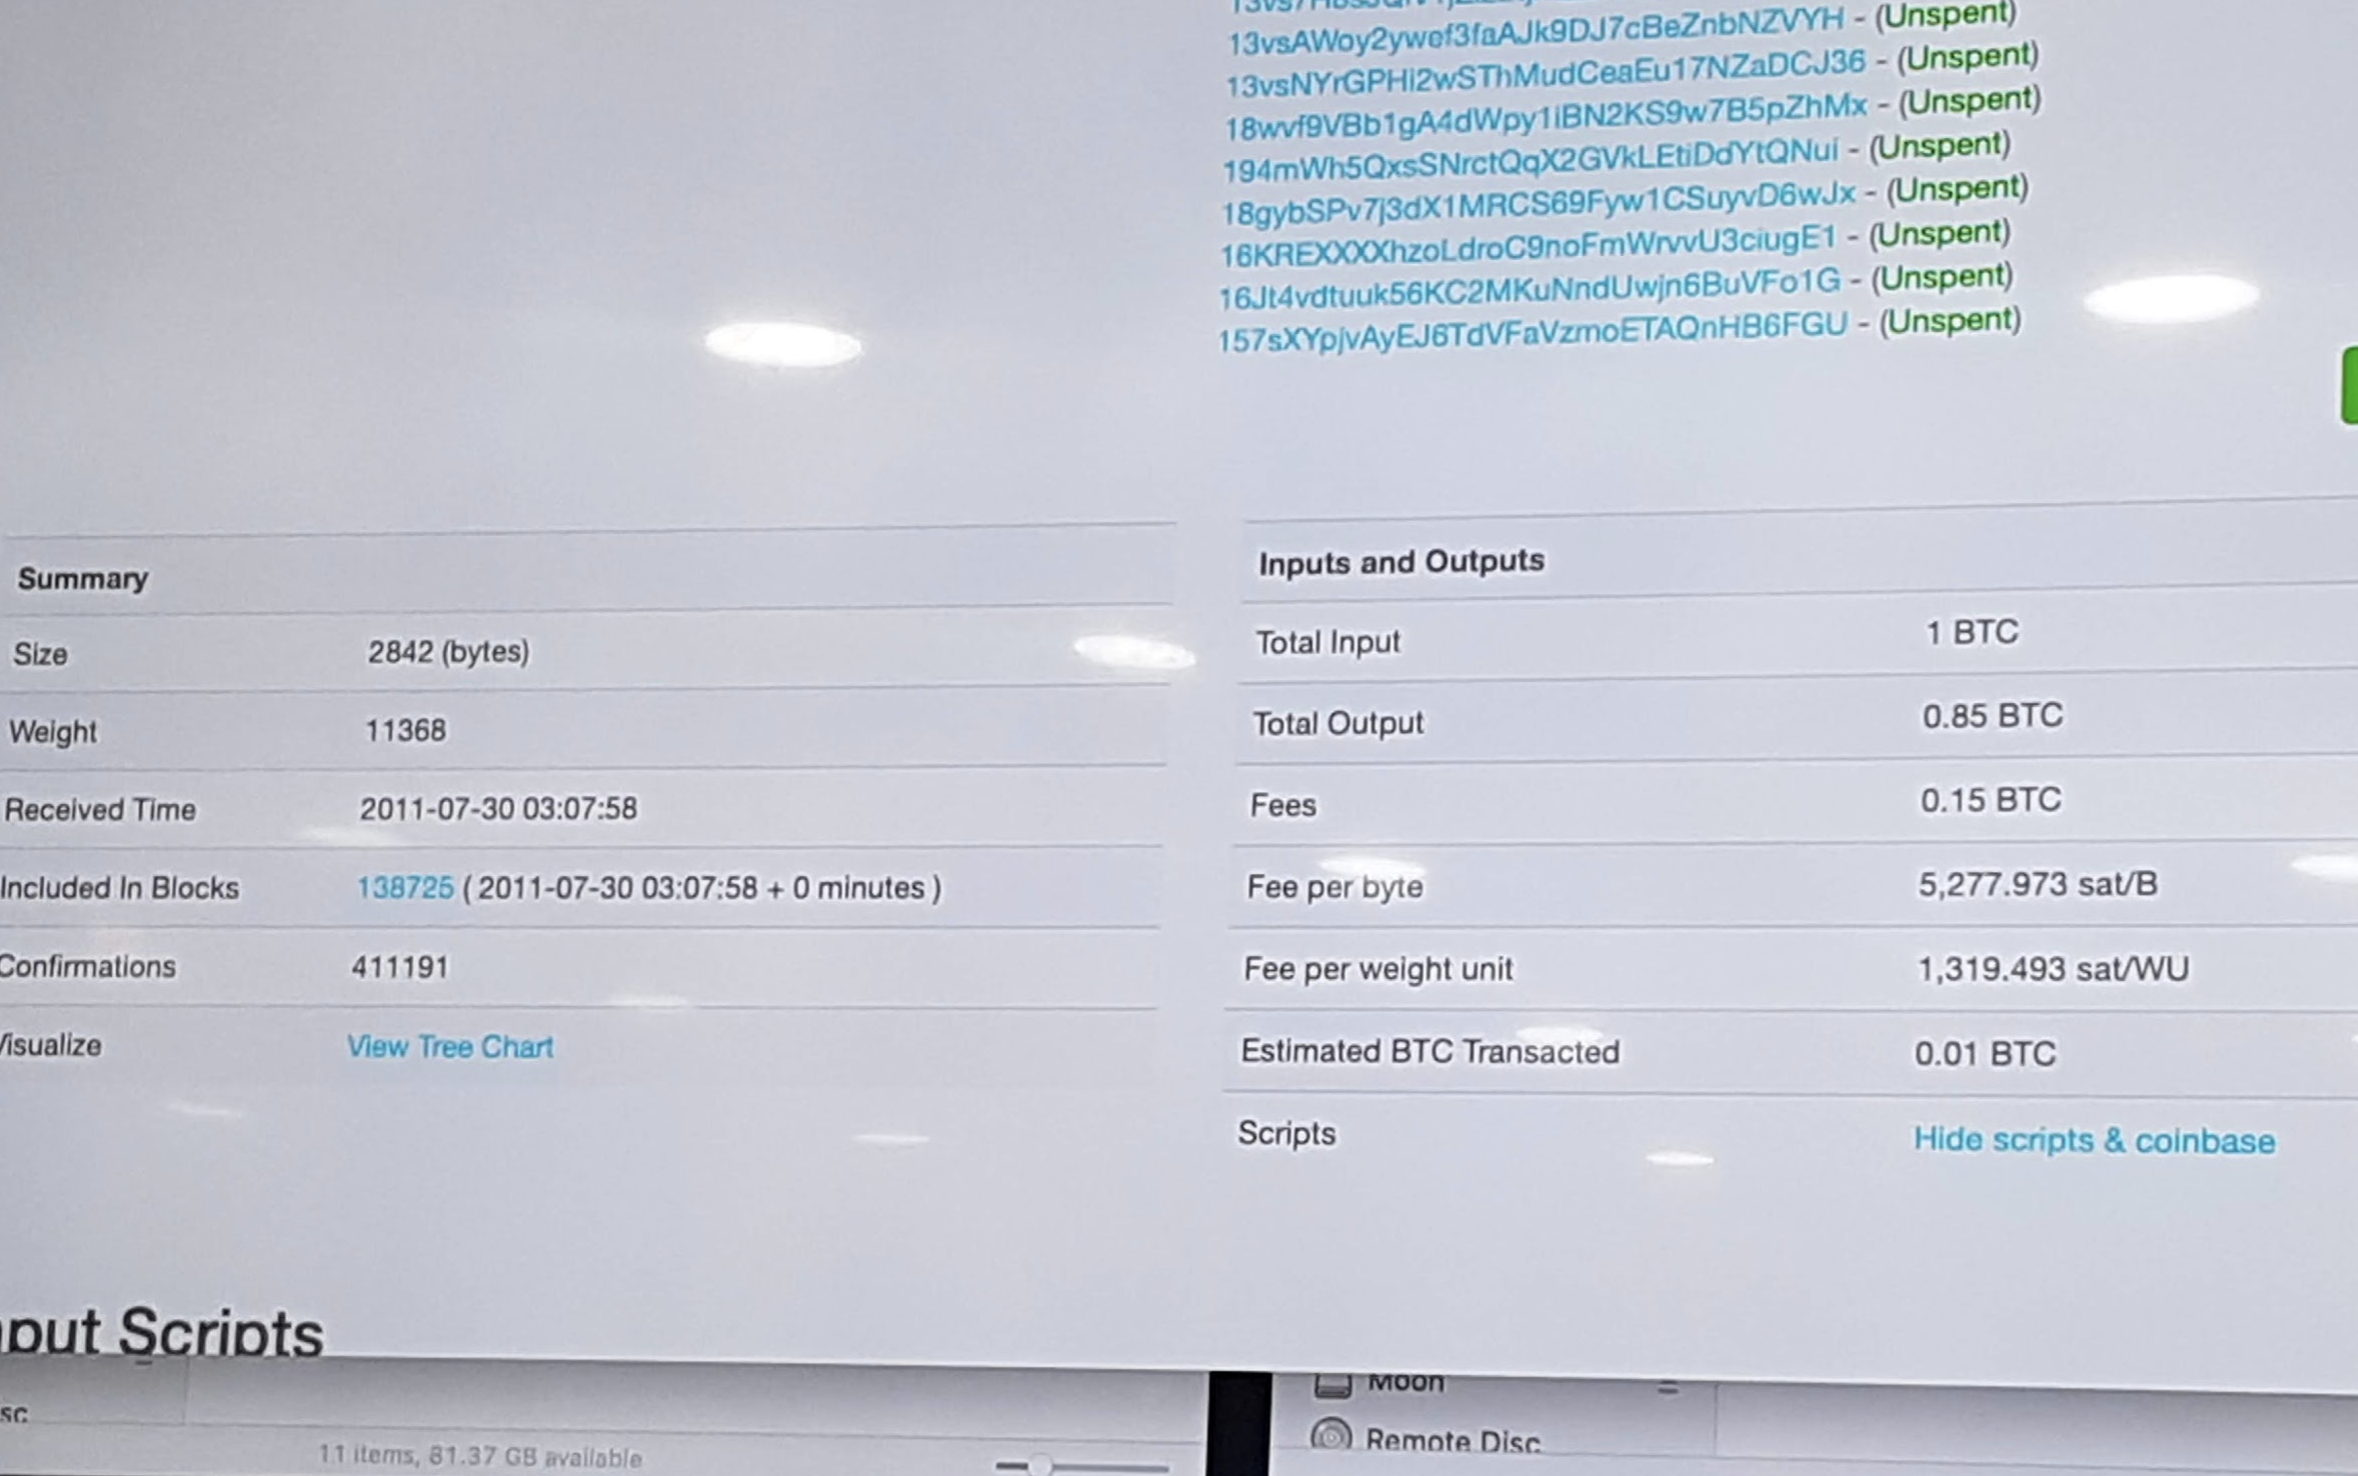 13vsAWoy2ywef3faAJk9DJ7cBeZnbNZVYH - (Unspent)
13vsNYrGPHi2wSThMudCeaEu17NZaDCJ36 - (Unspent)
18wvf9VBb1gA4dWpy1iBN2KS9w7B5pZhMx - (Unspent)
194mWh5QxsSNrctQqX2GVkLEtiDdYtQNui - (Unspent)
18gybSPv7j3dX1MRCS69Fyw1CSuyvD6wJx - (Unspent)
16KREXXXXhzoLdroC9noFmWrvvU3ciugE1 - (Unspent)
16Jt4vdtuuk56KC2MKuNndUwjn6BuVFo1G - (Unspent)
157sXYpjvAyEJ6TdVFaVzmoETAQnHB6FGU - (Unspent)
Summary
Size 2842 (bytes)
Weight 11368
Received Time 2011-07-30 03:07:58
Included In Blocks 138725 ( 2011-07-30 03:07:58 + 0 minutes )
Confirmations 411191
Visualize View Tree Chart
Inputs and Outputs
Total Input 1 BTC
Total Output 0.85 BTC
Fees 0.15 BTC
Fee per byte 5,277.973 sat/B
Fee per weight unit 1,319.493 sat/WU
Estimated BTC Transacted 0.01 BTC
Scripts Hide scripts & coinbase
put Scripts
sc
11 items, 81.37 GB available
Moon
Remote Disc